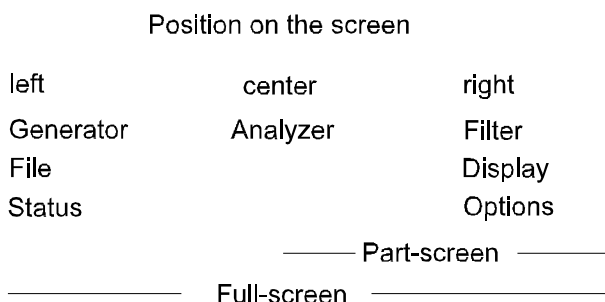 Position on the screen
left center right
Generator Analyzer Filter
File Display
Status Options
Part-screen
Full-screen